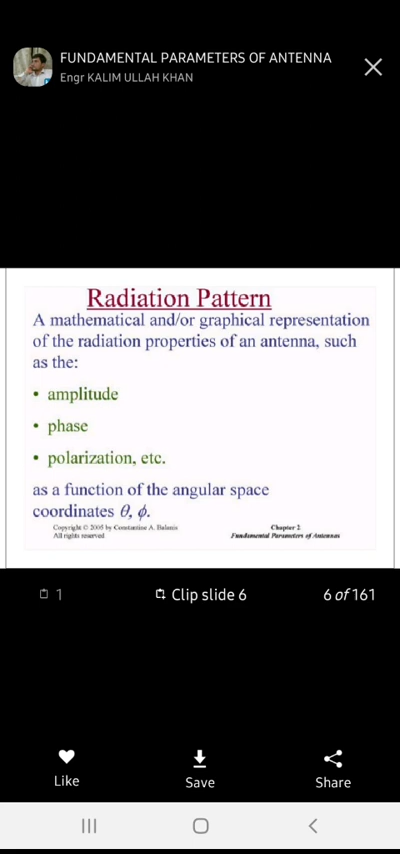 FUNDAMENTAL PARAMETERS OF ANTENNA
Engr KALIM ULLAH KHAN
Radiation Pattern
A mathematical and/or graphical representation
of the radiation properties of an antenna, such
as the:
• amplitude
• phase
• polarization, etc.
as a function of the angular space
coordinates θ, ϕ.
Copyright © 2005 by Constantine A. Balanis
All rights reserved
Chapter 2
Fundamental Parameters of Antennas
1
Clip slide 6
6 of 161
Like
Save
Share